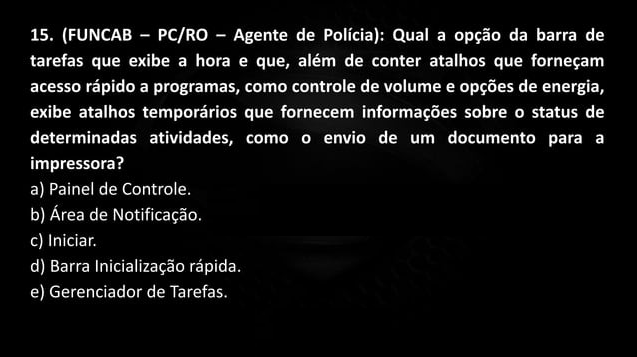 15. (FUNCAB – PC/RO – Agente de Polícia): Qual a opção da barra de
tarefas que exibe a hora e que, além de conter atalhos que forneçam
acesso rápido a programas, como controle de volume e opções de energia,
exibe atalhos temporários que fornecem informações sobre o status de
determinadas atividades, como o envio de um documento para a
impressora?
a) Painel de Controle.
b) Área de Notificação.
c) Iniciar.
d) Barra Inicialização rápida.
e) Gerenciador de Tarefas.